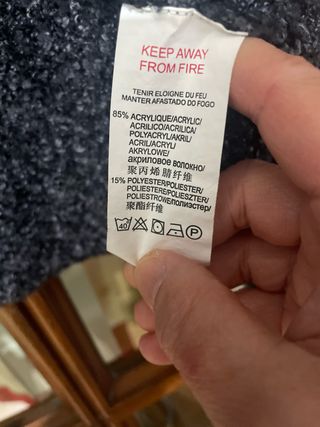 KEEP AWAY
FROM FIRE
TENIR ELOIGNE DU FEU
MANTER AFASTADO DO FOGO
85% ACRYLIQUE/ACRYLIC/
ACRILICO/ACRILICA/
POLYACRYL/AKRIL/
ACRIL/ACRYL/
AKRYLOWE/
акриловое волокно/
聚丙烯腈纤维
15% POLYESTER/POLIESTER/
POLIESTERE/POLIESZTER/
POLIESTROWE/полиэстер/
聚酯纤维
40 P